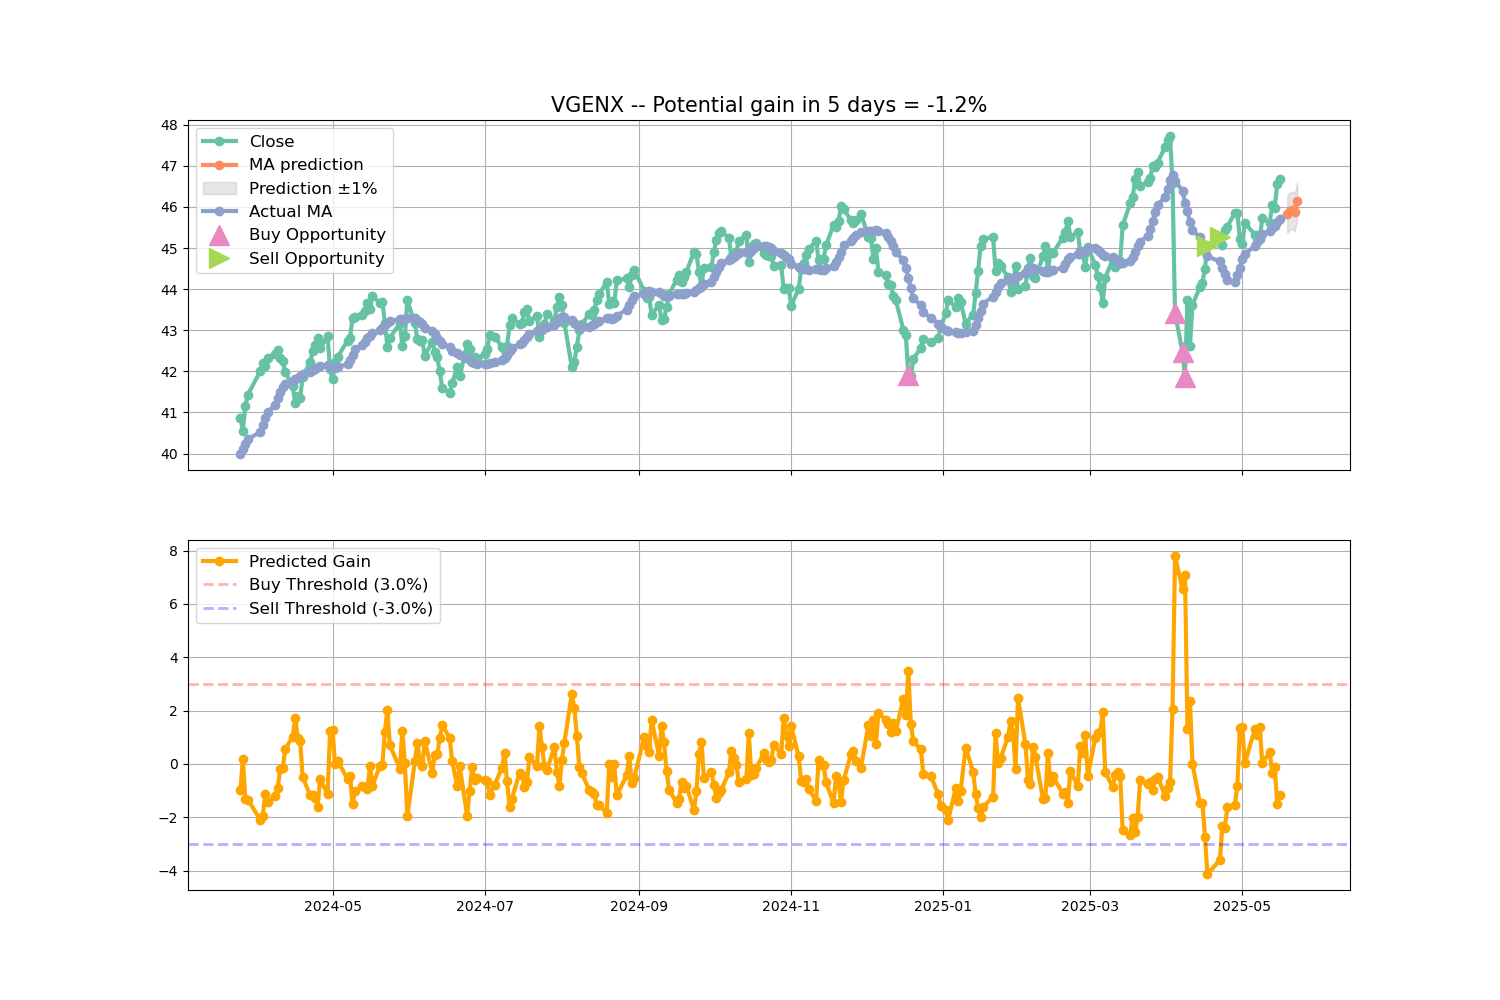 VGENX -- Potential gain in 5 days = -1.2%
48
47
46
45
44
43
42
41
40
Close
MA prediction
Prediction ±1%
Actual MA
Buy Opportunity
Sell Opportunity
8
6
4
2
0
−2
−4
Predicted Gain
Buy Threshold (3.0%)
Sell Threshold (-3.0%)
2024-05
2024-07
2024-09
2024-11
2025-01
2025-03
2025-05